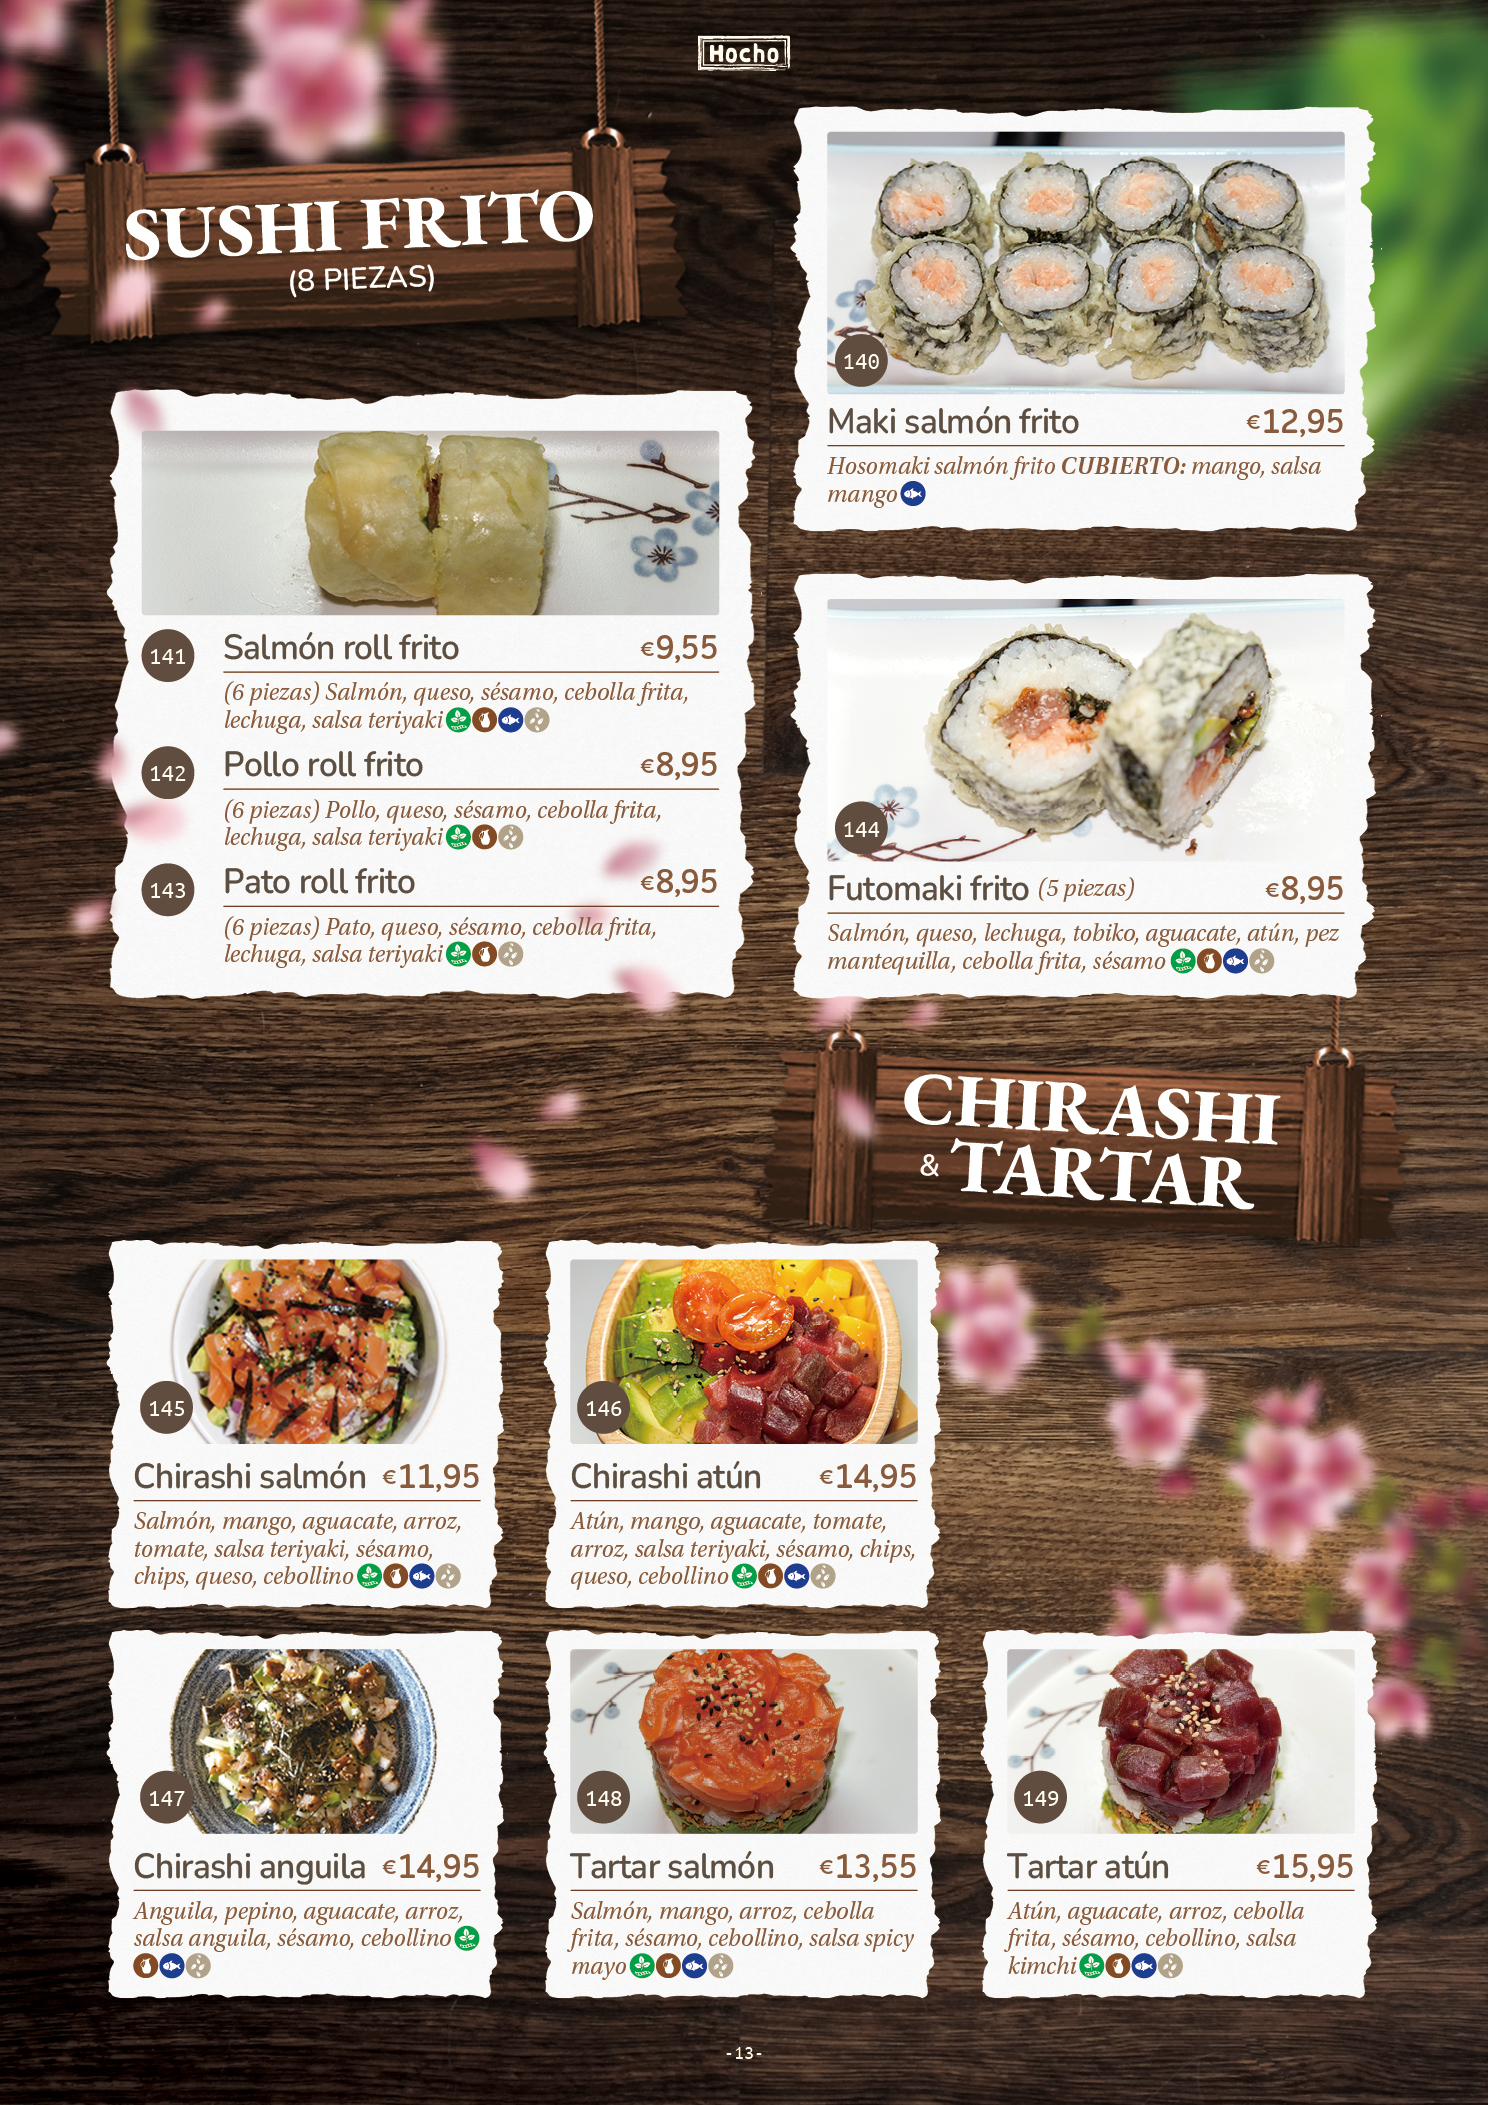 Hocho
SUSHI FRITO
(8 PIEZAS)
140
Maki salmón frito €12,95
Hosomaki salmón frito CUBIERTO: mango, salsa
mango
141
Salmón roll frito €9,55
(6 piezas) Salmón, queso, sésamo, cebolla frita,
lechuga, salsa teriyaki
142
Pollo roll frito €8,95
(6 piezas) Pollo, queso, sésamo, cebolla frita,
lechuga, salsa teriyaki
143
Pato roll frito €8,95
(6 piezas) Pato, queso, sésamo, cebolla frita,
lechuga, salsa teriyaki
144
Futomaki frito (5 piezas) €8,95
Salmón, queso, lechuga, tobiko, aguacate, atún, pez
mantequilla, cebolla frita, sésamo
CHIRASHI
& TARTAR
145
Chirashi salmón €11,95
Salmón, mango, aguacate, arroz,
tomate, salsa teriyaki, sésamo,
chips, queso, cebollino
146
Chirashi atún €14,95
Atún, mango, aguacate, tomate,
arroz, salsa teriyaki, sésamo, chips,
queso, cebollino
147
Chirashi anguila €14,95
Anguila, pepino, aguacate, arroz,
salsa anguila, sésamo, cebollino
148
Tartar salmón €13,55
Salmón, mango, arroz, cebolla
frita, sésamo, cebollino, salsa spicy
mayo
149
Tartar atún €15,95
Atún, aguacate, arroz, cebolla
frita, sésamo, cebollino, salsa
kimchi
-13-